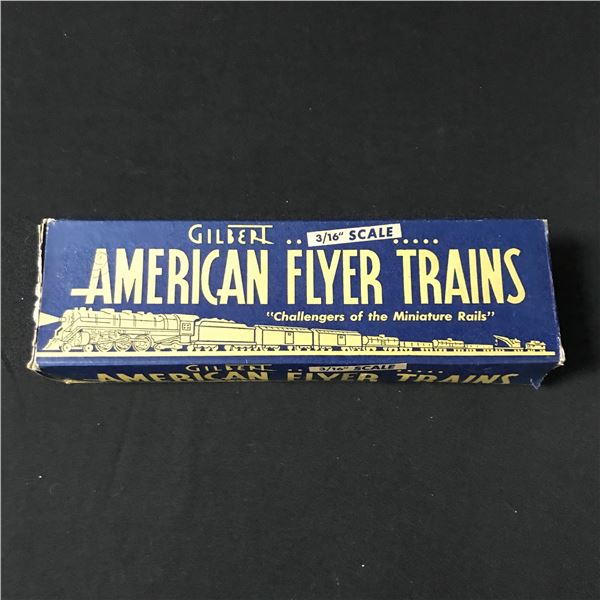 GILBERT .. 3/16" SCALE .....
AMERICAN FLYER TRAINS
"Challengers of the Miniature Rails"
GILBERT .. 3/16" SCALE .....
AMERICAN FLYER TRAINS